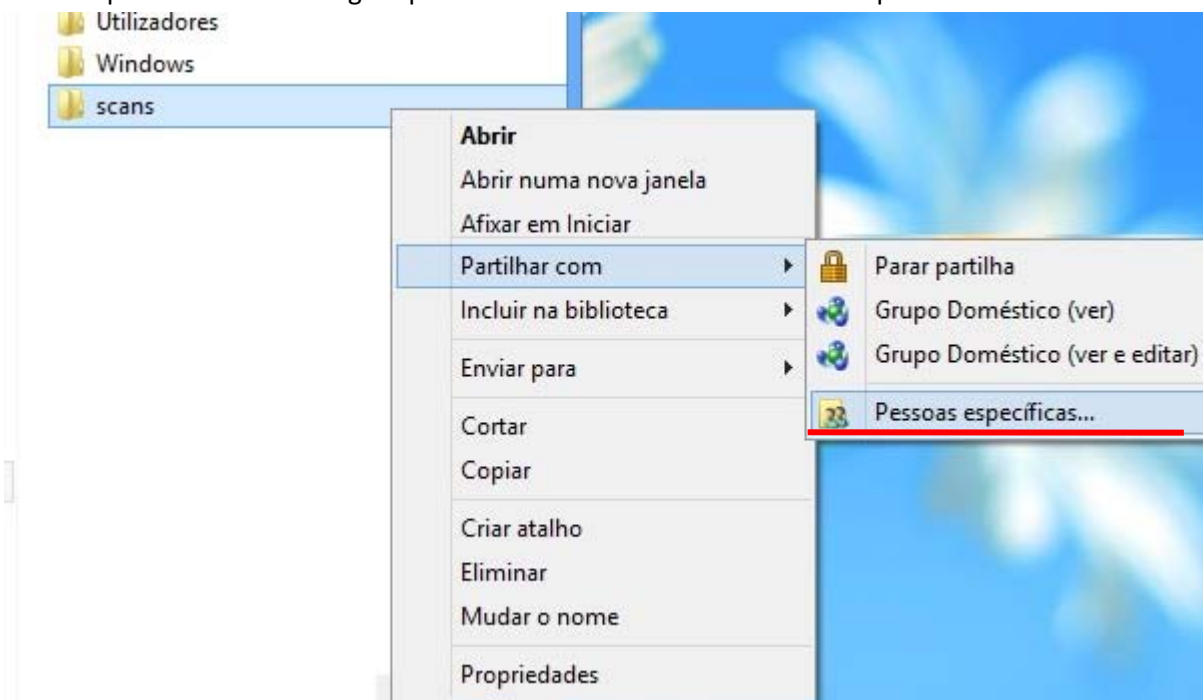 Utilizadores
Windows
scans
Abrir
Abrir numa nova janela
Afixar em Iniciar
Partilhar com
Incluir na biblioteca
Enviar para
Cortar
Copiar
Criar atalho
Eliminar
Mudar o nome
Propriedades
Parar partilha
Grupo Doméstico (ver)
Grupo Doméstico (ver e editar)
Pessoas específicas...